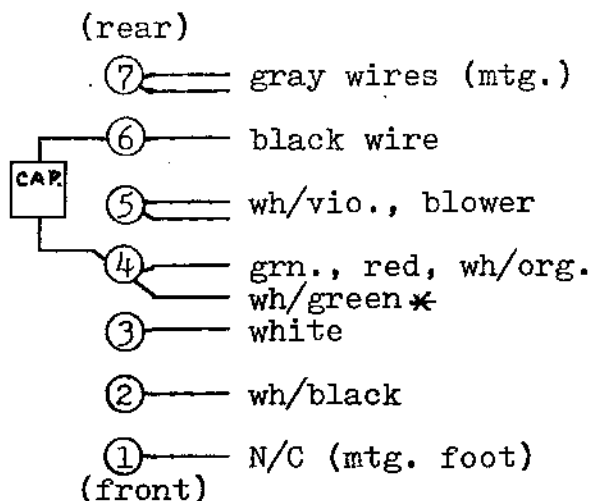 (rear)
7 gray wires (mtg.)
6 black wire
CAP.
5 wh/vio., blower
4 grn., red, wh/org.
wh/green *
3 white
2 wh/black
1 N/C (mtg. foot)
(front)